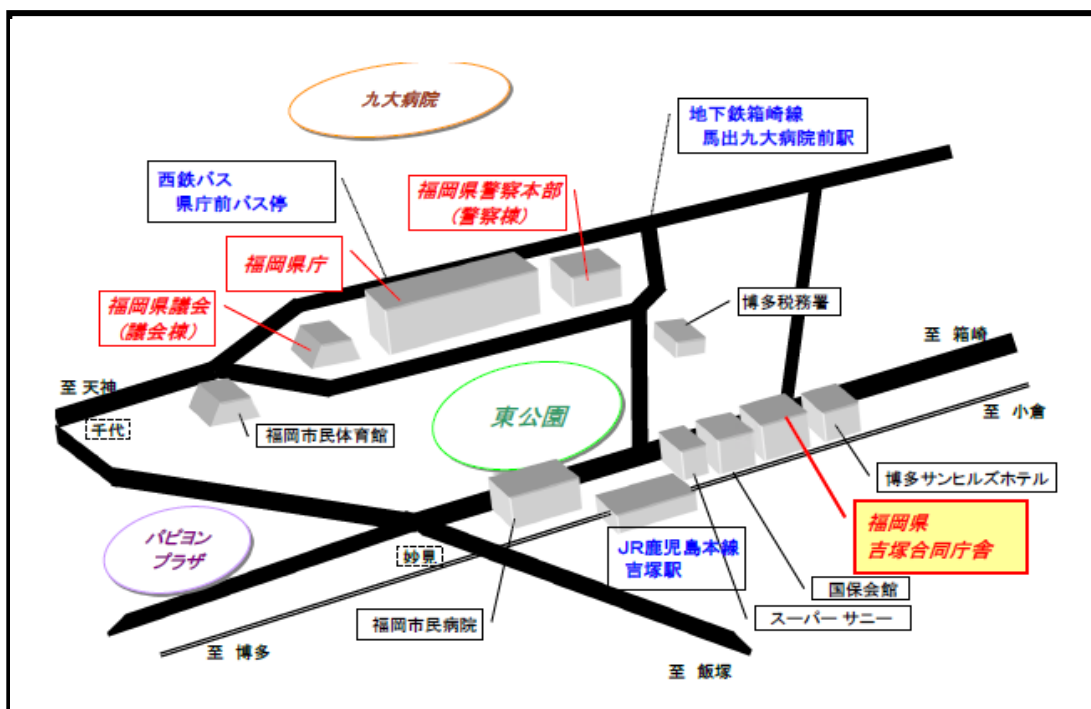 九大病院
地下鉄箱崎線
馬出九大病院前駅
西鉄バス
県庁前バス停
福岡県警察本部
(警察棟)
福岡県庁
福岡県議会
(議会棟)
博多税務署
至 箱崎
至 天神
至 小倉
千代
福岡市民体育館
東公園
博多サンヒルズホテル
福岡県
吉塚合同庁舎
パピヨン
プラザ
妙見
JR鹿児島本線
吉塚駅
国保会館
スーパー サニー
福岡市民病院
至 博多
至 飯塚